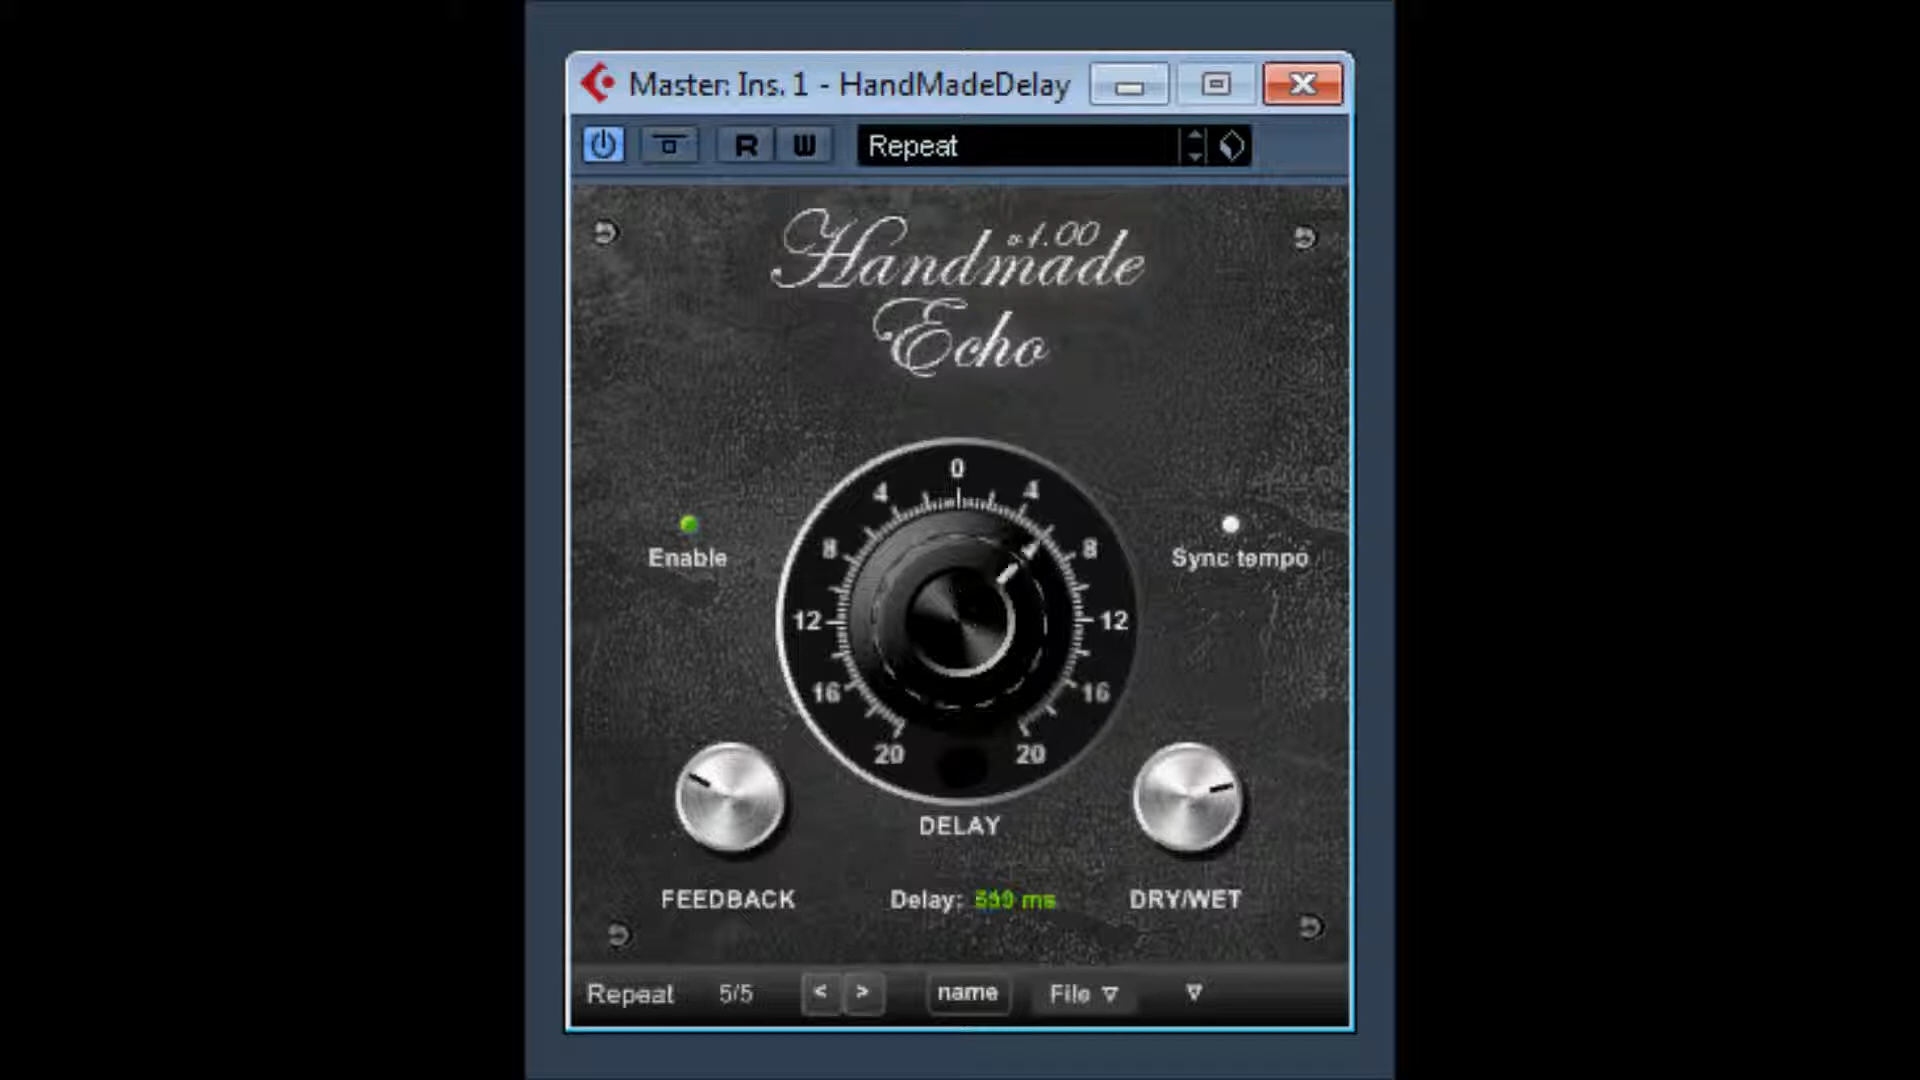 Master: Ins. 1 - HandMadeDelay
R W Repeat
v1.00
Handmade
Echo
0
4 4
8 8
12 12
16 16
20 20
Enable
Sync tempo
DELAY
FEEDBACK
Delay: ms
DRY/WET
Repeat 5/5 < > name File